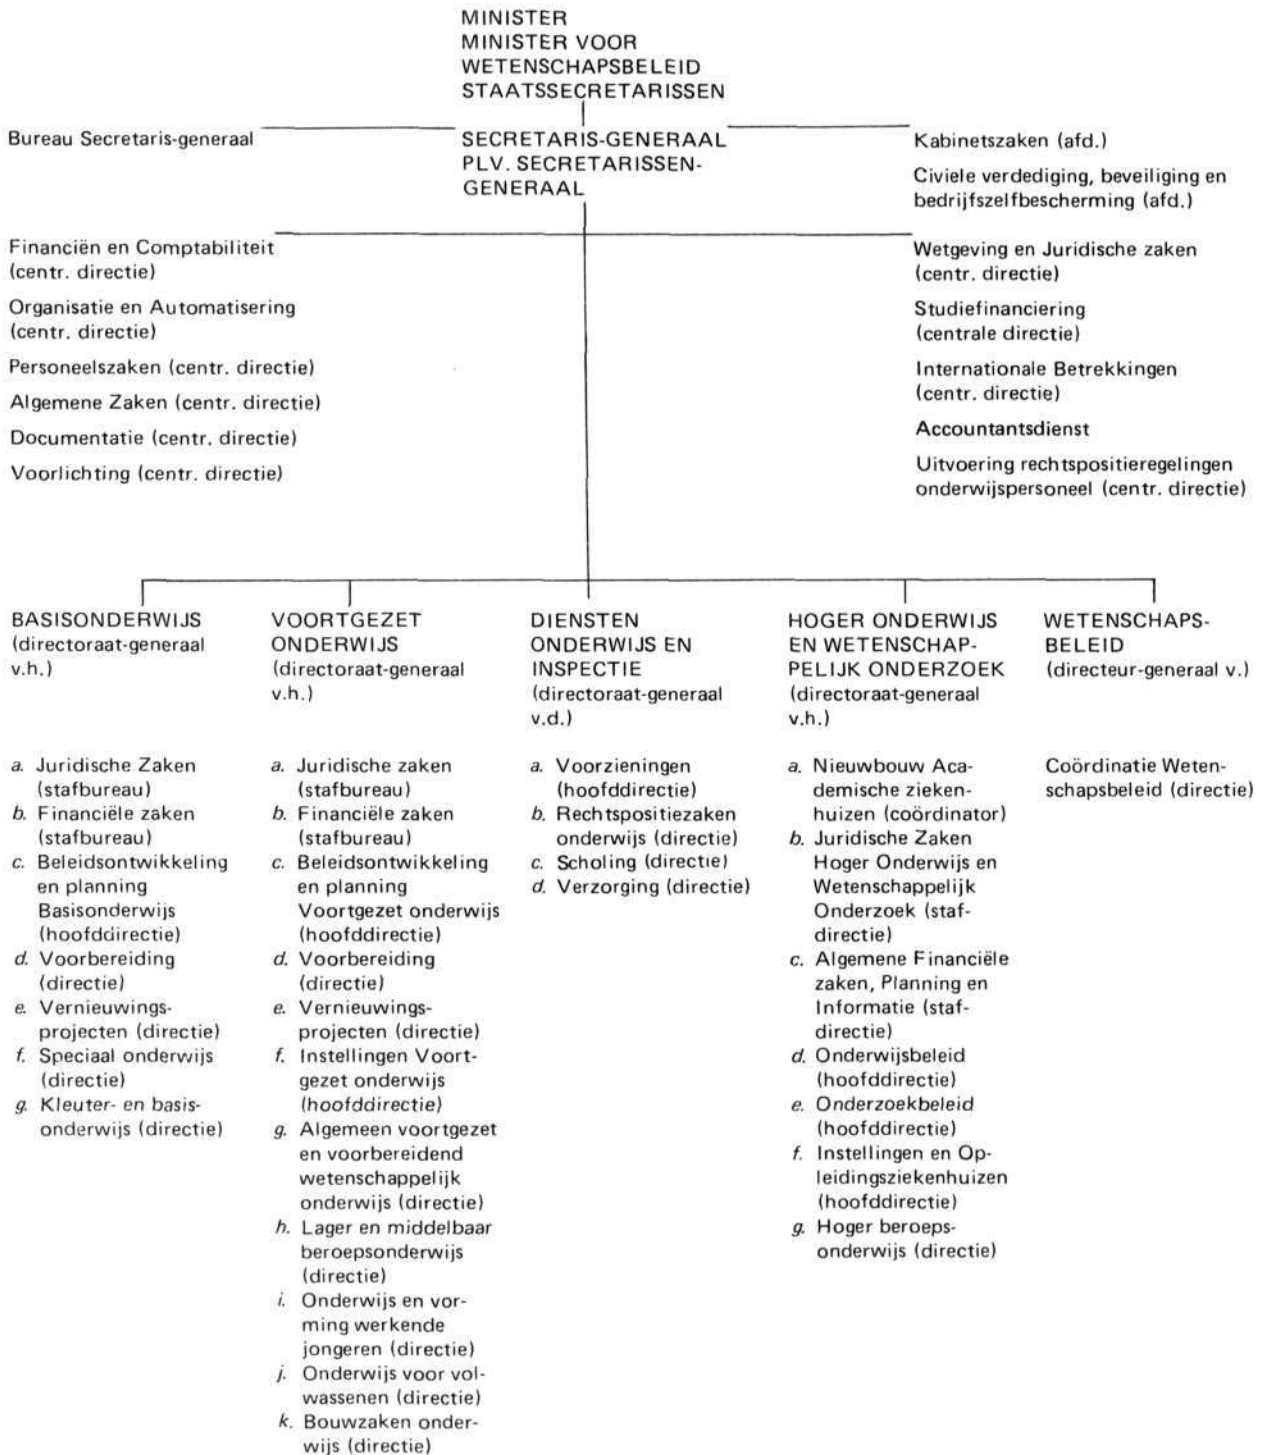 MINISTER
MINISTER VOOR
WETENSCHAPSBELEID
STAATSSECRETARISSEN
Bureau Secretaris-generaal
SECRETARIS-GENERAAL
PLV. SECRETARISSEN-
GENERAAL
Kabinetszaken (afd.)
Civiele verdediging, beveiliging en
bedrijfszelfbescherming (afd.)
Financiën en Comptabiliteit
(centr. directie)
Organisatie en Automatisering
(centr. directie)
Personeelszaken (centr. directie)
Algemene Zaken (centr. directie)
Documentatie (centr. directie)
Voorlichting (centr. directie)
Wetgeving en Juridische zaken
(centr. directie)
Studiefinanciering
(centrale directie)
Internationale Betrekkingen
(centr. directie)
Accountantsdienst
Uitvoering rechtspositieregelingen
onderwijspersoneel (centr. directie)
BASISONDERWIJS
(directoraat-generaal
v.h.)
a. Juridische Zaken
(stafbureau)
b. Financiële zaken
(stafbureau)
c. Beleidsontwikkeling
en planning
Basisonderwijs
(hoofddirectie)
d. Voorbereiding
(directie)
e. Vernieuwings-
projecten (directie)
f. Speciaal onderwijs
(directie)
g. Kleuter- en basis-
onderwijs (directie)
VOORTGEZET
ONDERWIJS
(directoraat-generaal
v.h.)
a. Juridische zaken
(stafbureau)
b. Financiële zaken
(stafbureau)
c. Beleidsontwikkeling
en planning
Voortgezet onderwijs
(hoofddirectie)
d. Voorbereiding
(directie)
e. Vernieuwings-
projecten (directie)
f. Instellingen Voort-
gezet onderwijs
(hoofddirectie)
g. Algemeen voortgezet
en voorbereidend
wetenschappelijk
onderwijs (directie)
h. Lager en middelbaar
beroepsonderwijs
(directie)
i. Onderwijs en vor-
ming werkende
jongeren (directie)
j. Onderwijs voor vol-
wassenen (directie)
k. Bouwzaken onder-
wijs (directie)
DIENSTEN
ONDERWIJS EN
INSPECTIE
(directoraat-generaal
v.d.)
a. Voorzieningen
(hoofddirectie)
b. Rechtspositiezaken
onderwijs (directie)
c. Scholing (directie)
d. Verzorging (directie)
HOGER ONDERWIJS
EN WETENSCHAP-
PELIJK ONDERZOEK
(directoraat-generaal
v.h.)
a. Nieuwbouw Aca-
demische zieken-
huizen (coördinator)
b. Juridische Zaken
Hoger Onderwijs en
Wetenschappelijk
Onderzoek (staf-
directie)
c. Algemene Financiële
zaken, Planning en
Informatie (staf-
directie)
d. Onderwijsbeleid
(hoofddirectie)
e. Onderzoekbeleid
(hoofddirectie)
f. Instellingen en Op-
leidingsziekenhuizen
(hoofddirectie)
g. Hoger beroeps-
onderwijs (directie)
WETENSCHAPS-
BELEID
(directeur-generaal v.)
Coördinatie Weten-
schapsbeleid (directie)